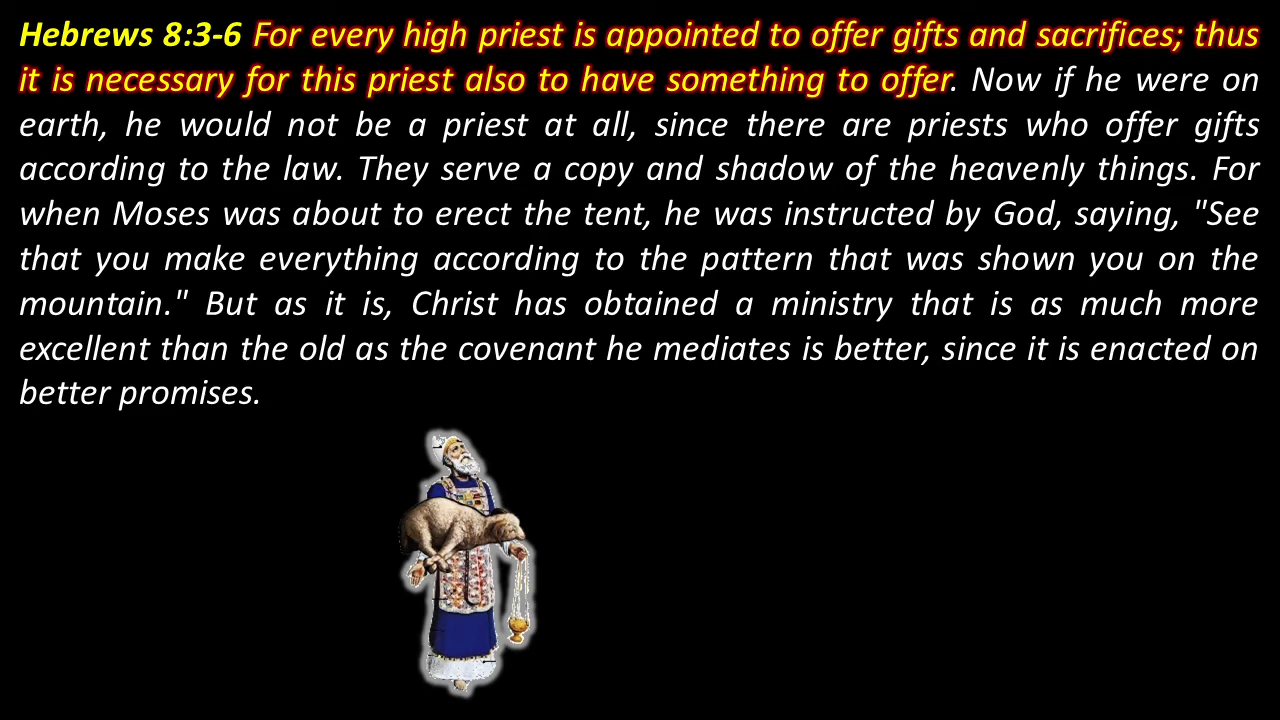 Hebrews 8:3-6 For every high priest is appointed to offer gifts and sacrifices; thus
it is necessary for this priest also to have something to offer. Now if he were on
earth, he would not be a priest at all, since there are priests who offer gifts
according to the law. They serve a copy and shadow of the heavenly things. For
when Moses was about to erect the tent, he was instructed by God, saying, "See
that you make everything according to the pattern that was shown you on the
mountain." But as it is, Christ has obtained a ministry that is as much more
excellent than the old as the covenant he mediates is better, since it is enacted on
better promises.